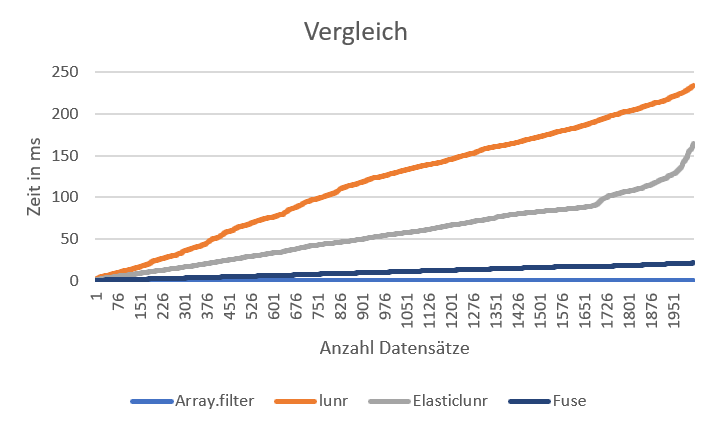 Vergleich
250
200
150
100
50
0
Zeit in ms
1 76 151 226 301 376 451 526 601 676 751 826 901 976 1051 1126 1201 1276 1351 1426 1501 1576 1651 1726 1801 1876 1951
Anzahl Datensätze
Array.filter lunr Elasticlunr Fuse